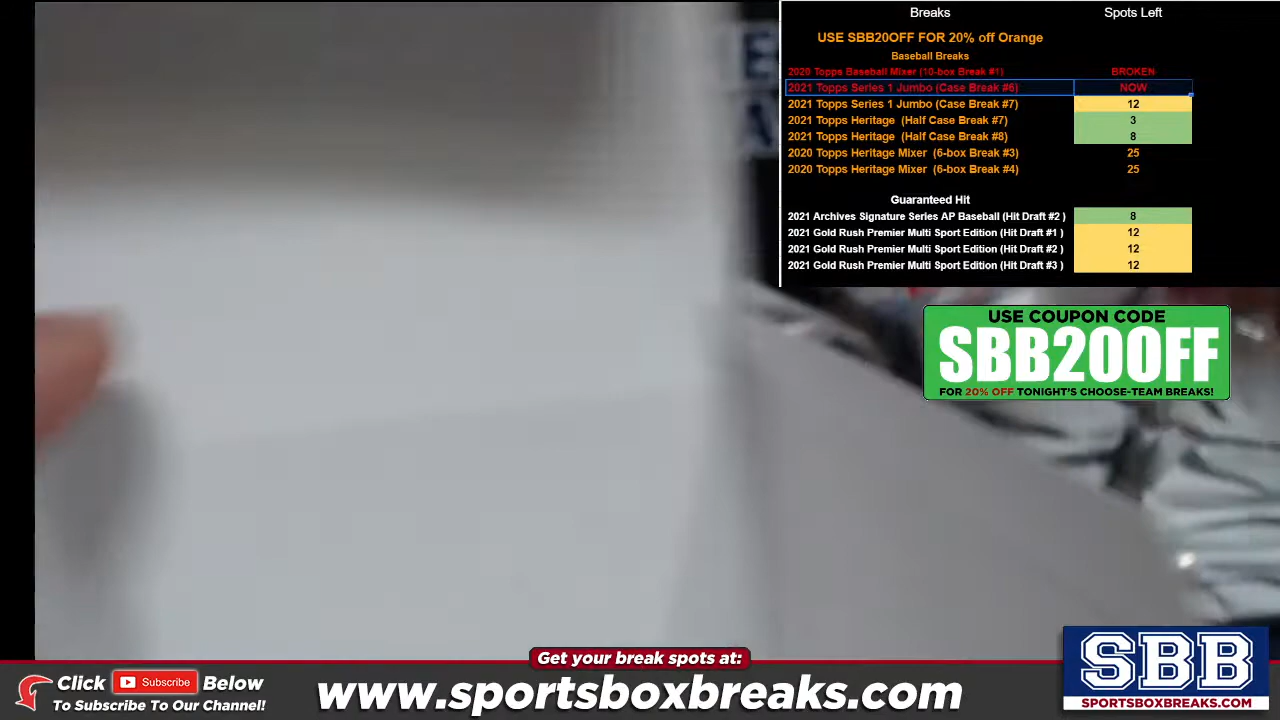 Breaks Spots Left
USE SBB20OFF FOR 20% off Orange
Baseball Breaks
2020 Topps Baseball Mixer (10-box Break #1) BROKEN
2021 Topps Series 1 Jumbo (Case Break #6) NOW
2021 Topps Series 1 Jumbo (Case Break #7) 12
2021 Topps Heritage (Half Case Break #7) 3
2021 Topps Heritage (Half Case Break #8) 8
2020 Topps Heritage Mixer (6-box Break #3) 25
2020 Topps Heritage Mixer (6-box Break #4) 25
Guaranteed Hit
2021 Archives Signature Series AP Baseball (Hit Draft #2 ) 8
2021 Gold Rush Premier Multi Sport Edition (Hit Draft #1 ) 12
2021 Gold Rush Premier Multi Sport Edition (Hit Draft #2 ) 12
2021 Gold Rush Premier Multi Sport Edition (Hit Draft #3 ) 12
USE COUPON CODE
SBB20OFF
FOR 20% OFF TONIGHT'S CHOOSE-TEAM BREAKS!
Get your break spots at:
Click Subscribe Below
To Subscribe To Our Channel!
www.sportsboxbreaks.com
SBB
SPORTSBOXBREAKS.COM